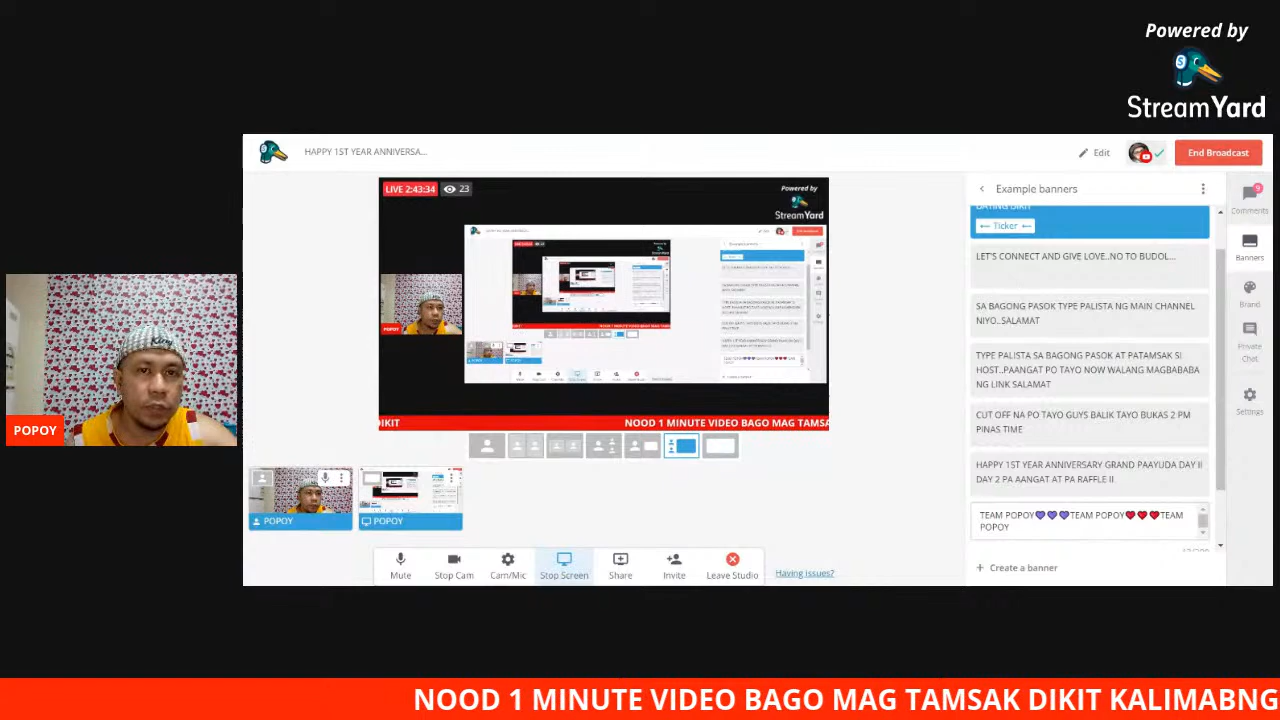 Powered by
StreamYard
HAPPY 1ST YEAR ANNIVERSA...
Edit
End Broadcast
LIVE 2:43:34
23
Powered by
StreamYard
POPOY
DIKIT
NOOD 1 MINUTE VIDEO BAGO MAG TAMSA
Example banners
DATING DIKIT
Ticker
LET'S CONNECT AND GIVE LOVE..NO TO BUDOL...
SA BAGONG PASOK TYPE PALISTA NG MAIN CHANNEL
NIYO..SALAMAT
TYPE PALISTA SA BAGONG PASOK AT PATAMSAK SI
HOST..PAANGAT PO TAYO NOW WALANG MAGBABABA
NG LINK SALAMAT
CUT OFF NA PO TAYO GUYS BALIK TAYO BUKAS 2 PM
PINAS TIME
HAPPY 1ST YEAR ANNIVERSARY GRAND PAAYUDA DAY II
DAY 2 PA AANGAT AT PA RAFFLE II
TEAM POPOY💜💜💜TEAM POPOY❤❤❤TEAM
POPOY
Create a banner
9
Comments
Banners
Brand
Private
Chat
Settings
POPOY
POPOY
POPOY
Mute
Stop Cam
Cam/Mic
Stop Screen
Share
Invite
Leave Studio
Having issues?
NOOD 1 MINUTE VIDEO BAGO MAG TAMSAK DIKIT KALIMABNG